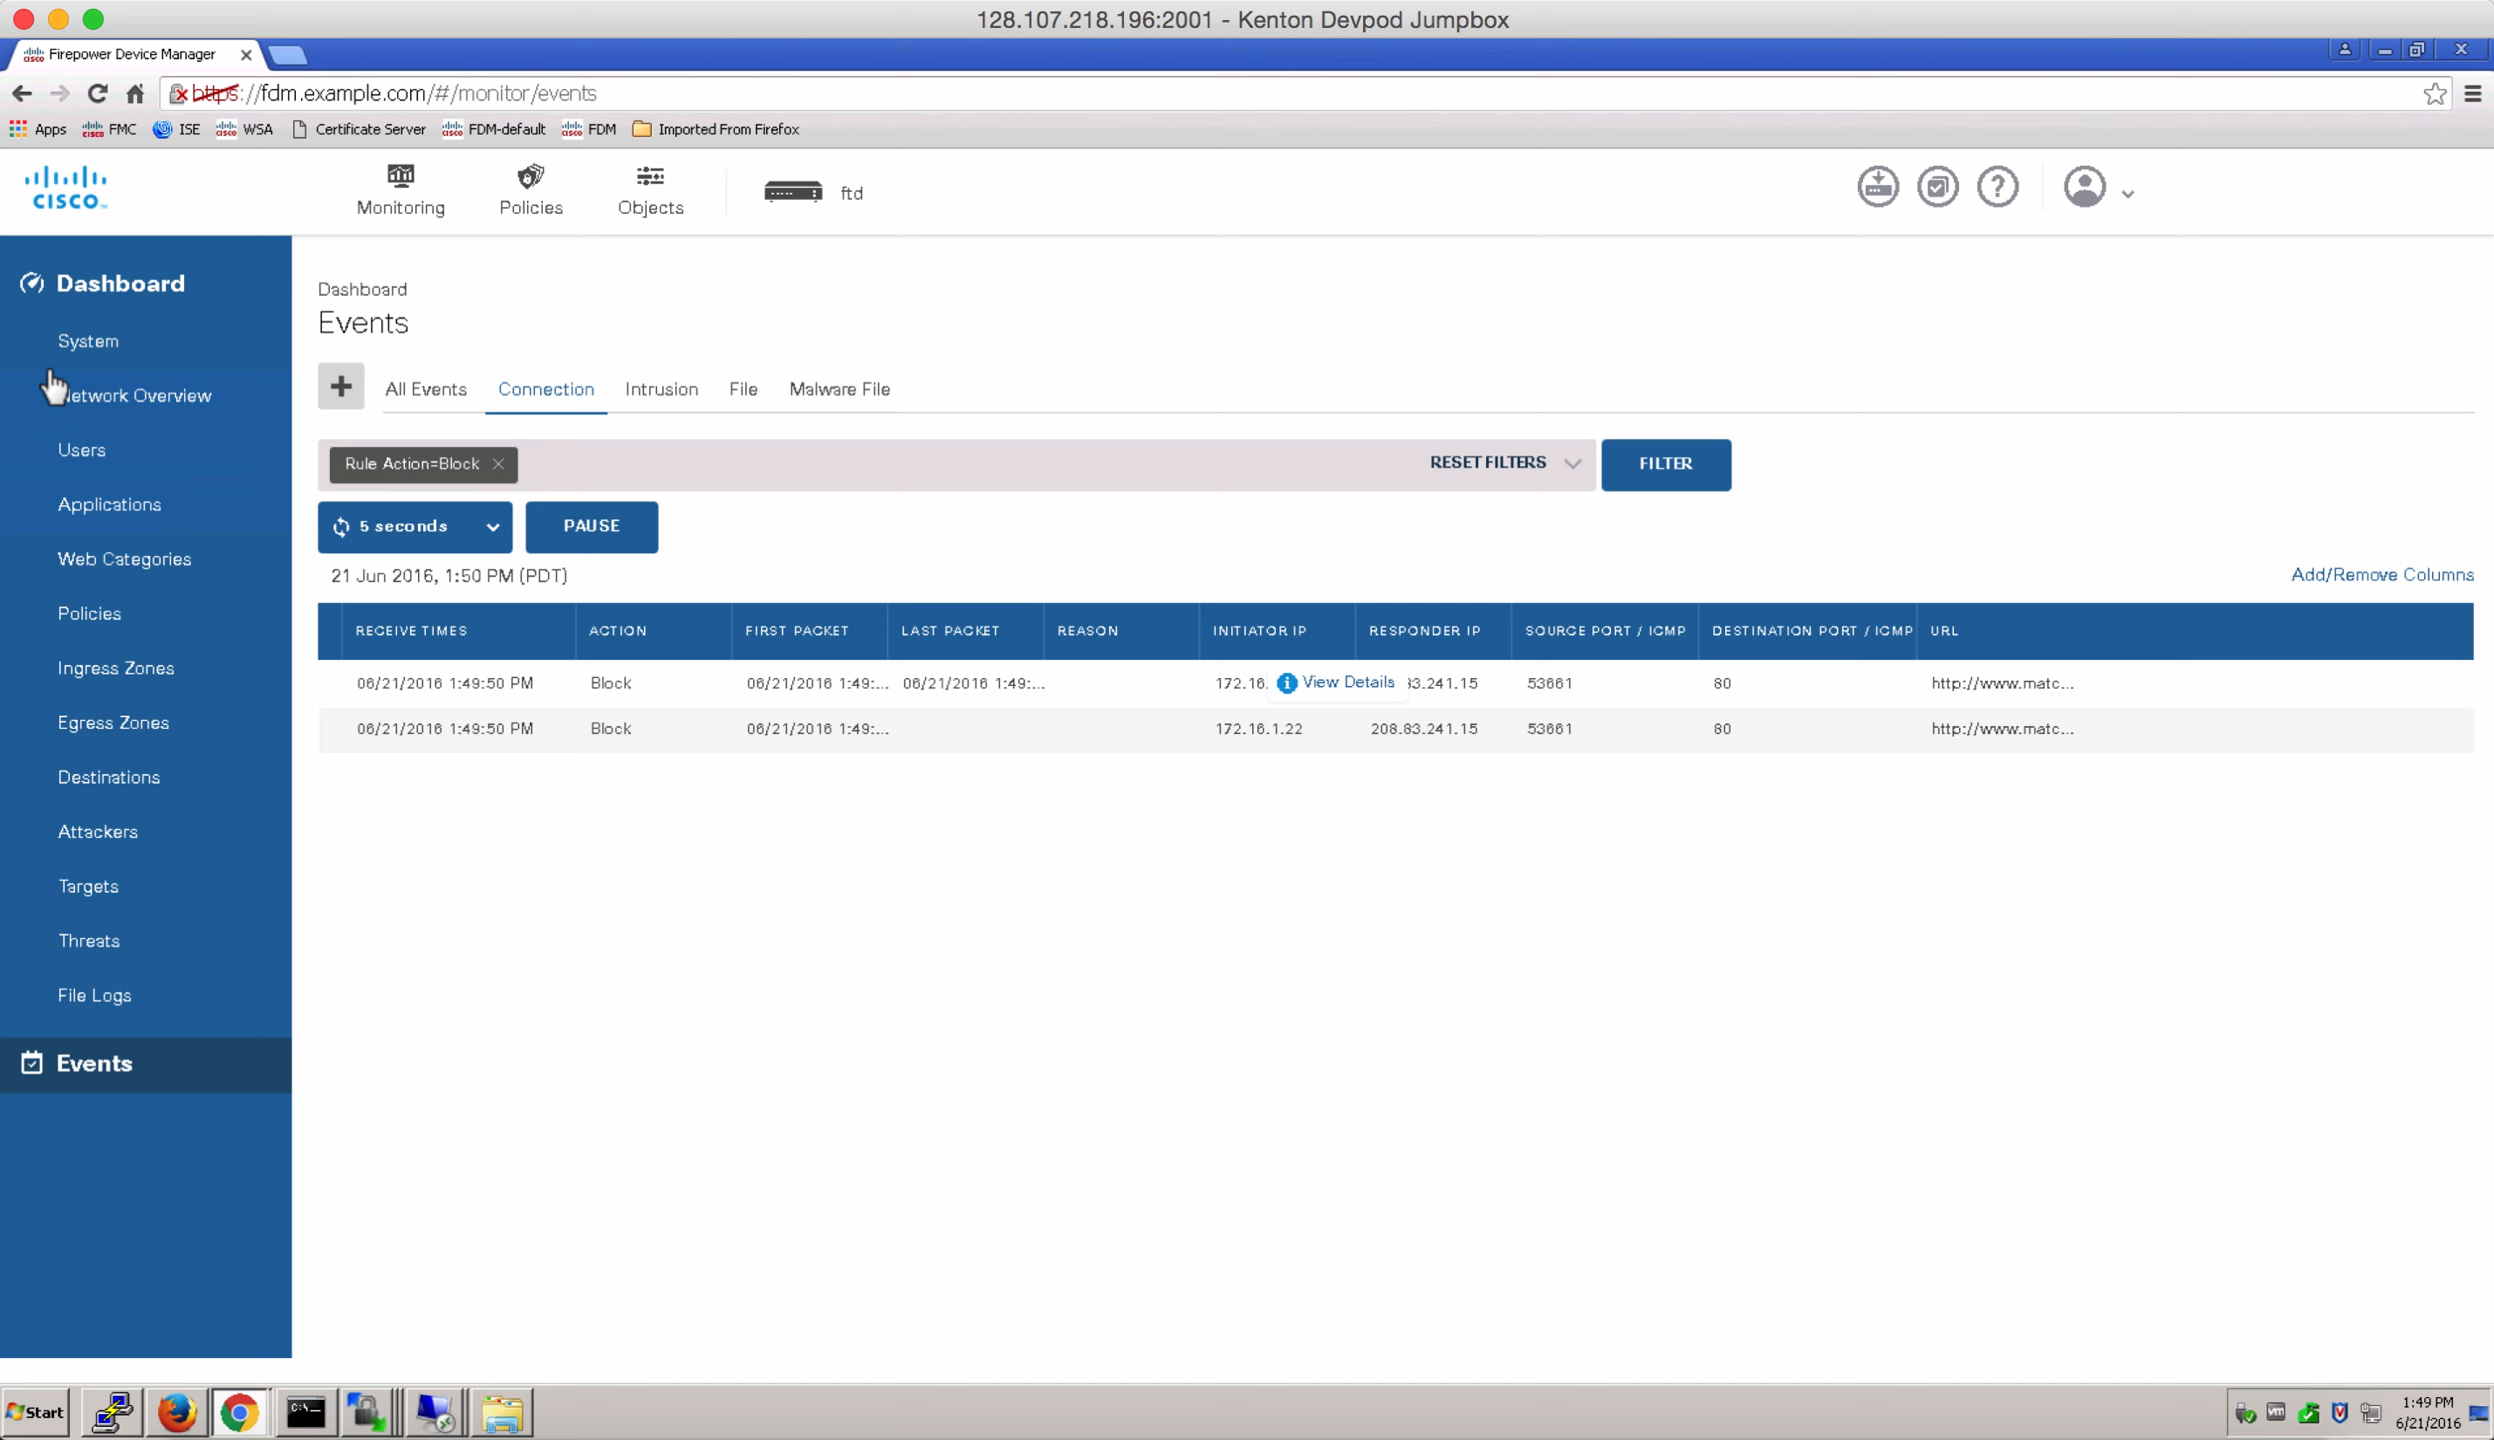 128.107.218.196:2001 - Kenton Devpod Jumpbox
Firepower Device Manager
https://fdm.example.com/#/monitor/events
Apps FMC ISE WSA Certificate Server FDM-default FDM Imported From Firefox
CISCO
Monitoring Policies Objects ftd
Dashboard
System
Network Overview
Users
Applications
Web Categories
Policies
Ingress Zones
Egress Zones
Destinations
Attackers
Targets
Threats
File Logs
Events
Dashboard
Events
All Events Connection Intrusion File Malware File
Rule Action=Block RESET FILTERS FILTER
5 seconds PAUSE
21 Jun 2016, 1:50 PM (PDT) Add/Remove Columns
RECEIVE TIMES ACTION FIRST PACKET LAST PACKET REASON INITIATOR IP RESPONDER IP SOURCE PORT / ICMP DESTINATION PORT / ICMP URL
06/21/2016 1:49:50 PM Block 06/21/2016 1:49:... 06/21/2016 1:49:... 172.16. View Details 83.241.15 53661 80 http://www.matc...
06/21/2016 1:49:50 PM Block 06/21/2016 1:49:... 172.16.1.22 208.83.241.15 53661 80 http://www.matc...
Start
1:49 PM
6/21/2016